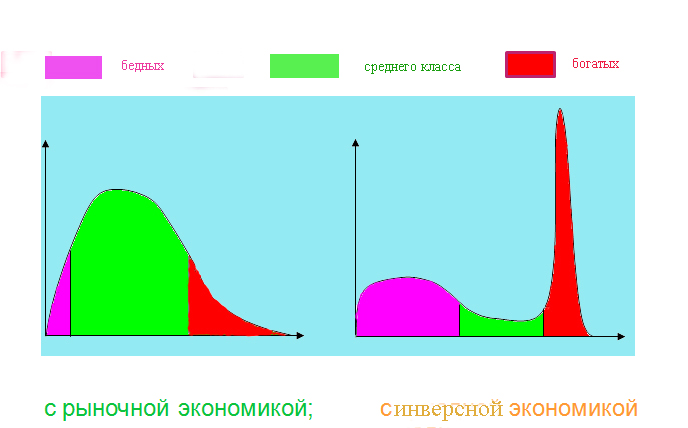 бедных
среднего класса
богатых
с рыночной экономикой;
синверсной экономикой